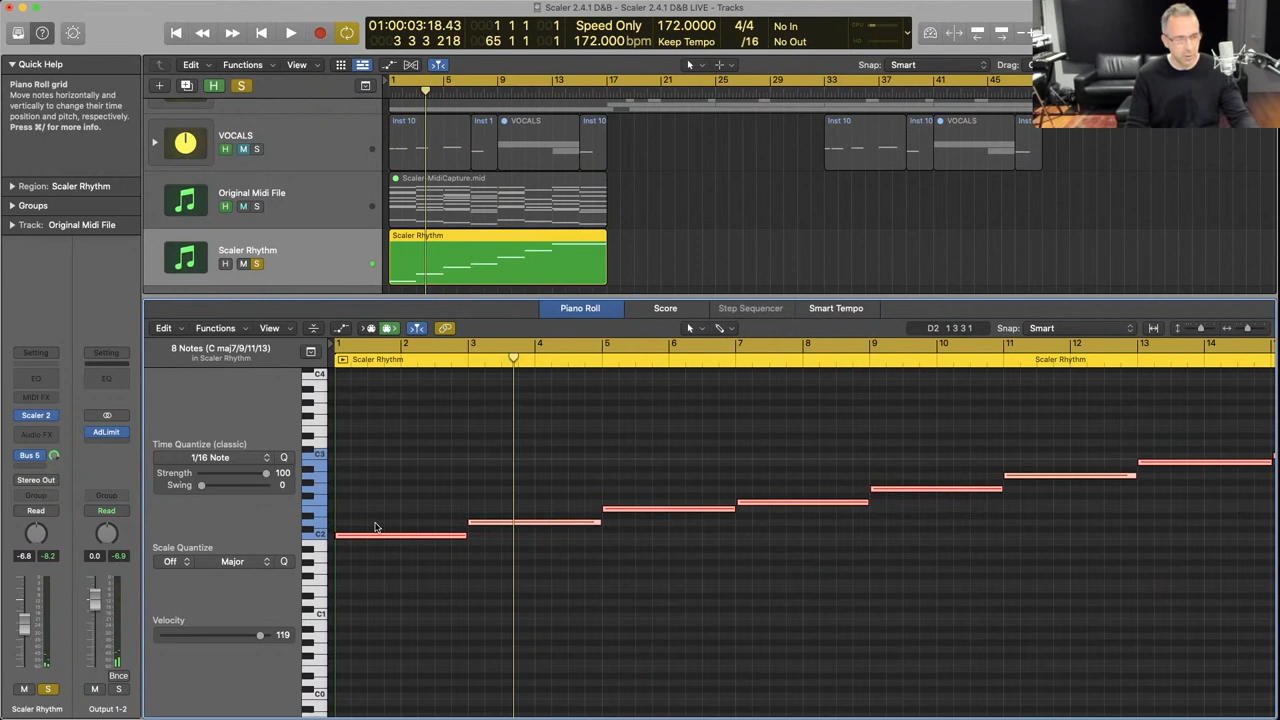 Scaler 2.4.1 D&B - Scaler 2.4.1 D&B LIVE - Tracks
01:00:03:18.43
3 3 3 218
1 1 1 1
65 1 1 1
Speed Only
172.000 bpm
172.0000
Keep Tempo
4/4
/16
No In
No Out
CPU
HD
Quick Help
Piano Roll grid
Move notes horizontally and
vertically to change their time
position and pitch, respectively.
Press ⌘/ for more info.
Region: Scaler Rhythm
Groups
Track: Original Midi File
Edit
Functions
View
Snap: Smart
Drag:
H
S
1 5 9 13 17 33 37 41 45
VOCALS
H M S
Inst 10
Inst 1
VOCALS
Inst 10
Inst 10
Inst 10
VOCALS
Inst
Original Midi File
H M S
Scaler-MidiCapture.mid
Scaler Rhythm
H M S
Scaler Rhythm
Piano Roll
Score
Step Sequencer
Smart Tempo
Edit
Functions
View
D2 1 3 3 1
Snap: Smart
8 Notes (C maj7/9/11/13)
in Scaler Rhythm
1 2 3 4 5 6 7 8 9 10 11 12 13 14
Scaler Rhythm
Scaler Rhythm
C4
C3
C2
C1
C0
Time Quantize (classic)
1/16 Note
Q
Strength 100
Swing 0
Scale Quantize
Off
Major
Q
Velocity
119
Setting
Setting
EQ
EQ
MIDI FX
Scaler 2
Audio FX
AdLimit
Bus 5
Stereo Out
Group
Group
Read
Read
-6.8 -8.2
0.0 -6.9
Bnce
M S
M S
Scaler Rhythm
Output 1-2